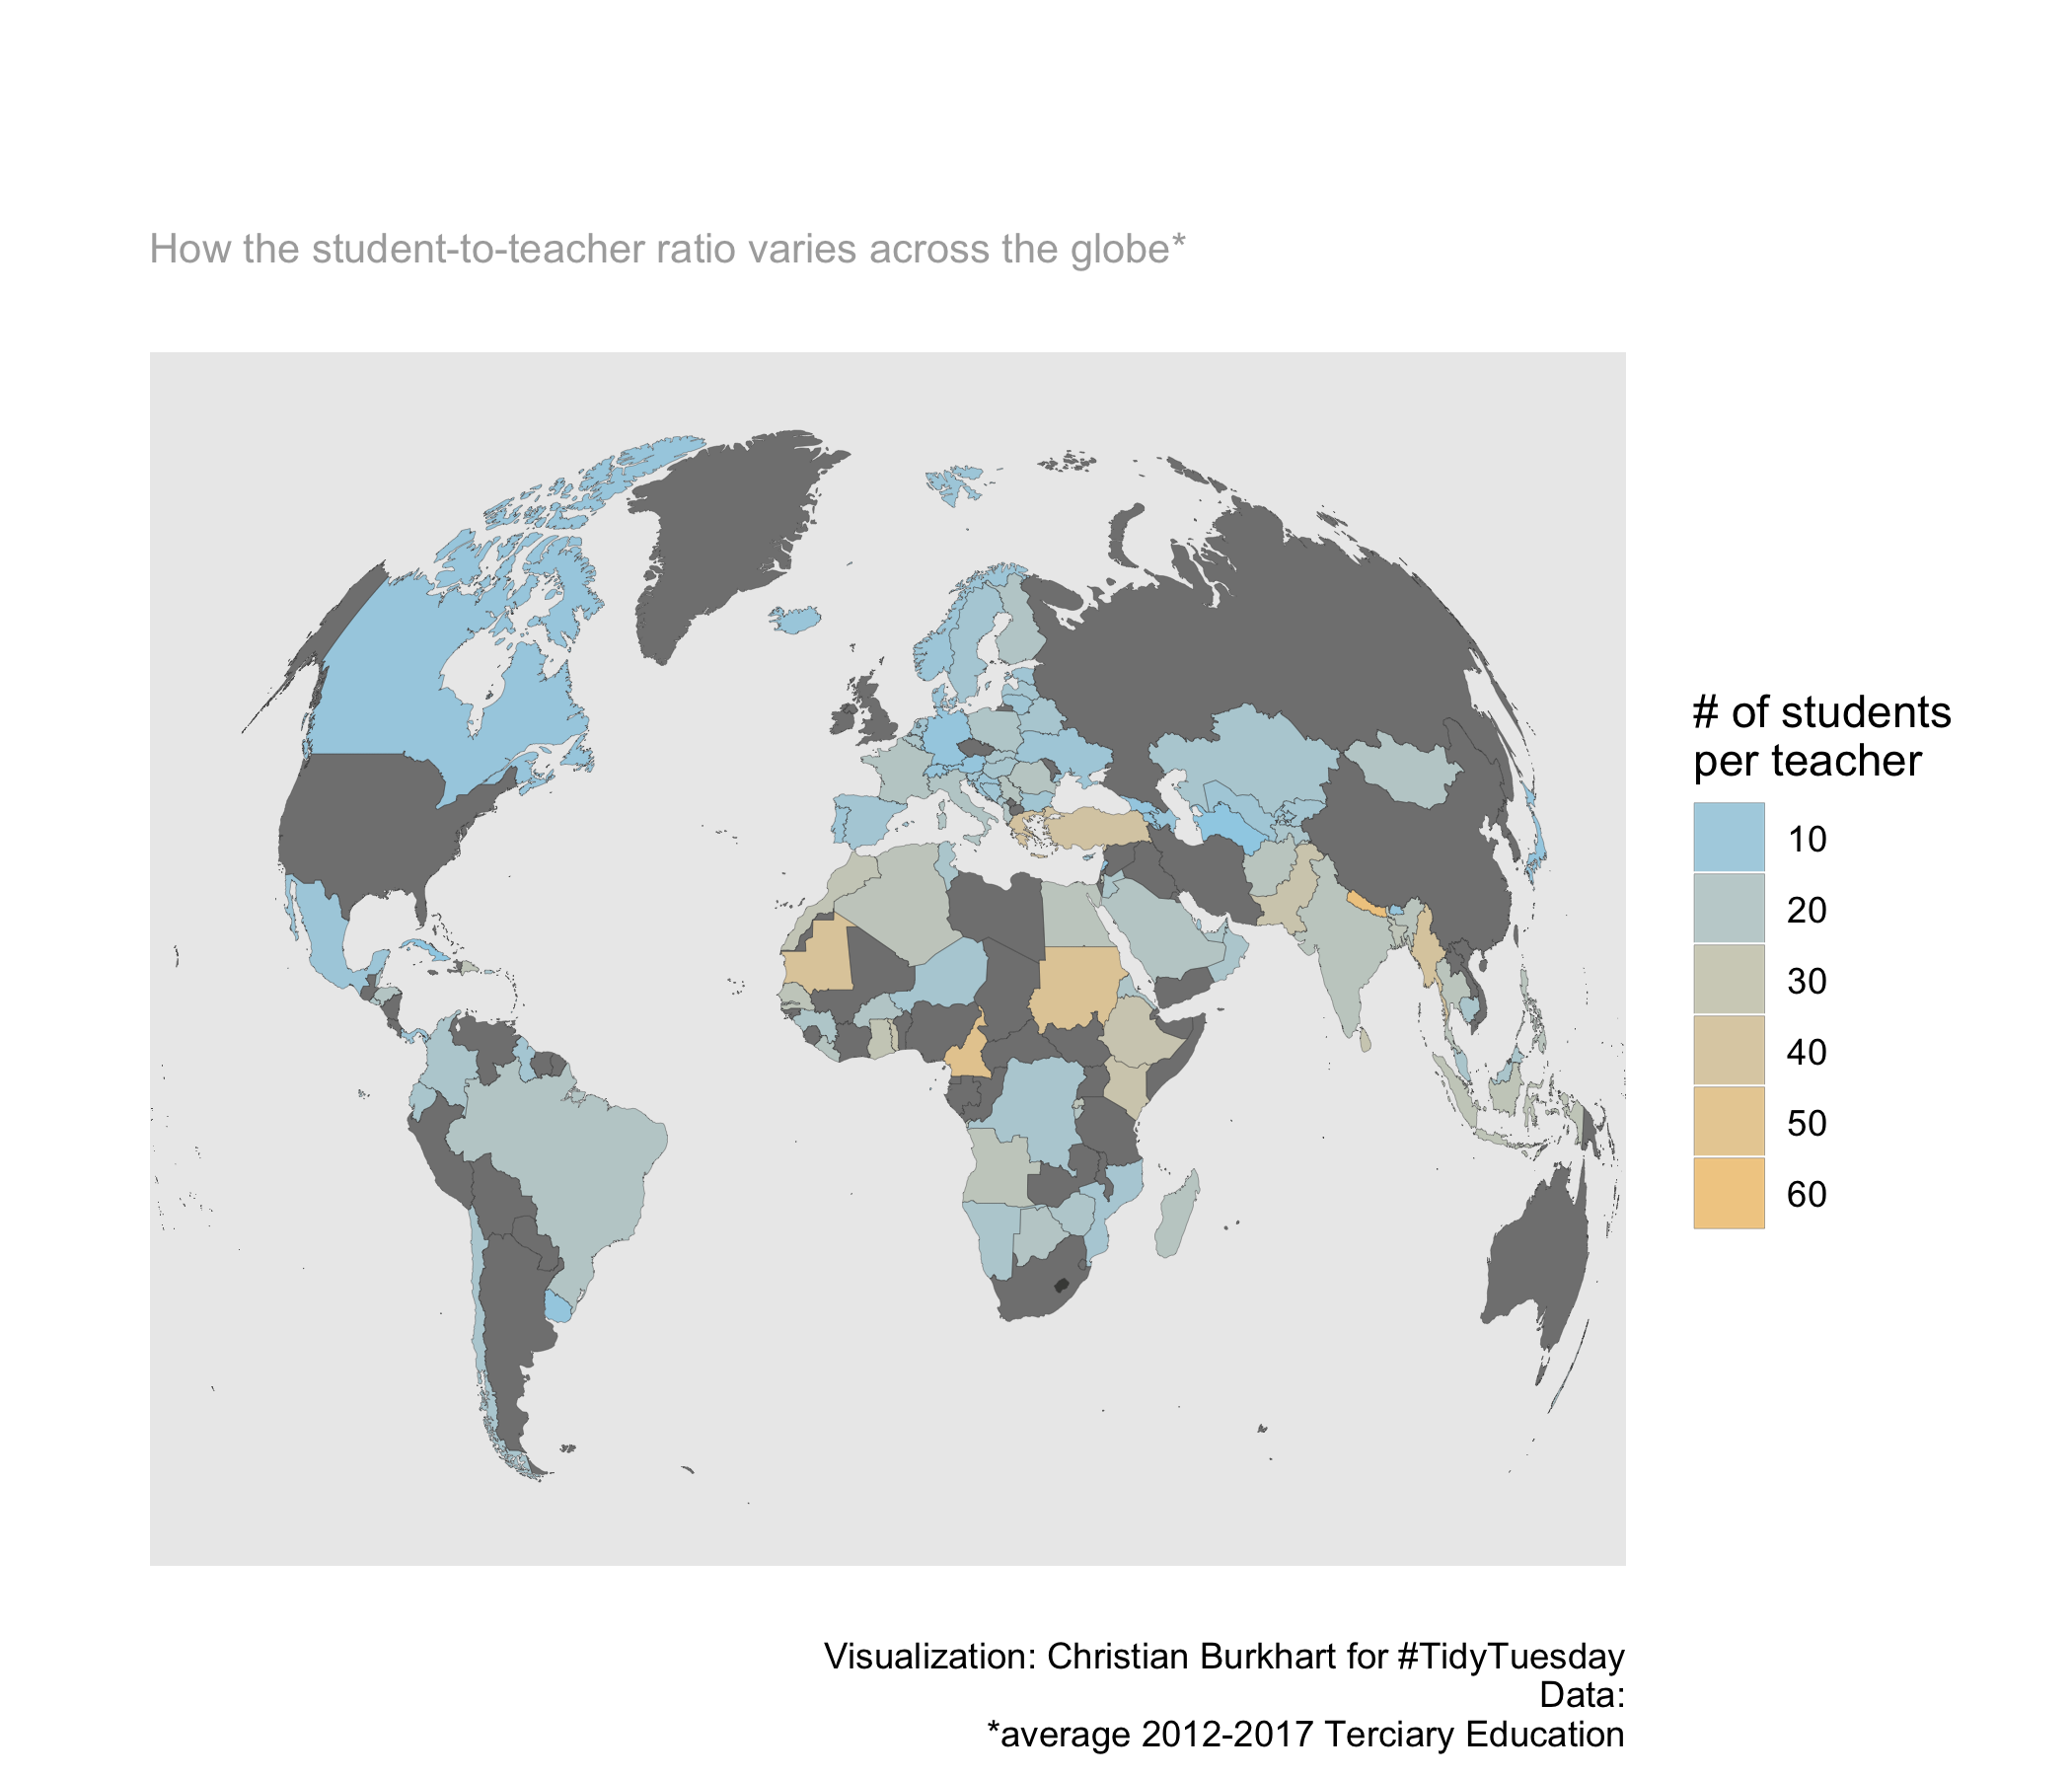 How the student-to-teacher ratio varies across the globe*
# of students
per teacher
10
20
30
40
50
60
Visualization: Christian Burkhart for #TidyTuesday
Data:
*average 2012-2017 Terciary Education